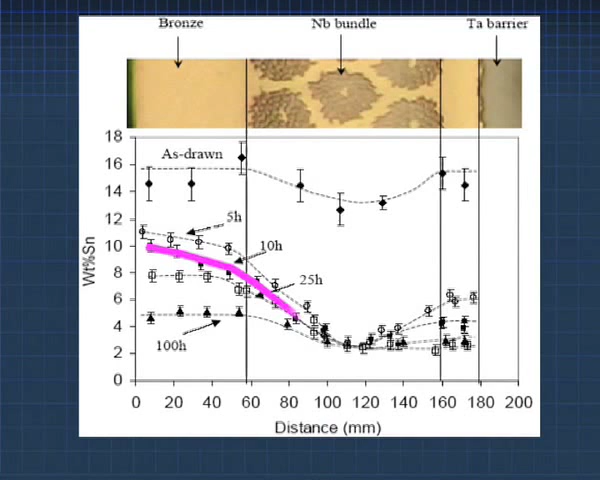 Bronze Nb bundle Ta barrier
18
As-drawn
16
14
12
5h
10
10h
8
25h
6
4
100h
2
0
Wt%Sn
0 20 40 60 80 100 120 140 160 180 200
Distance (mm)